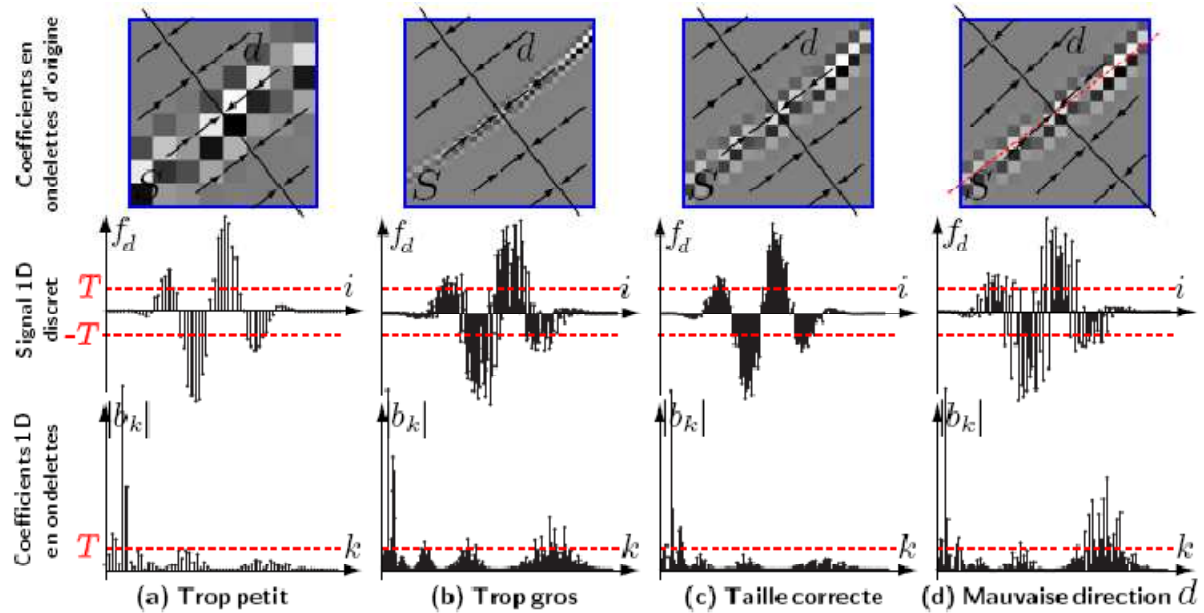 Coefficients en
ondelettes d'origine
d
S
d
S
d
S
d
S
Signal 1D
discret
f_d
T
-T
i
f_d
i
f_d
i
f_d
i
Coefficients 1D
en ondelettes
|b_k|
T
k
|b_k|
k
|b_k|
k
|b_k|
k
(a) Trop petit
(b) Trop gros
(c) Taille correcte
(d) Mauvaise direction d